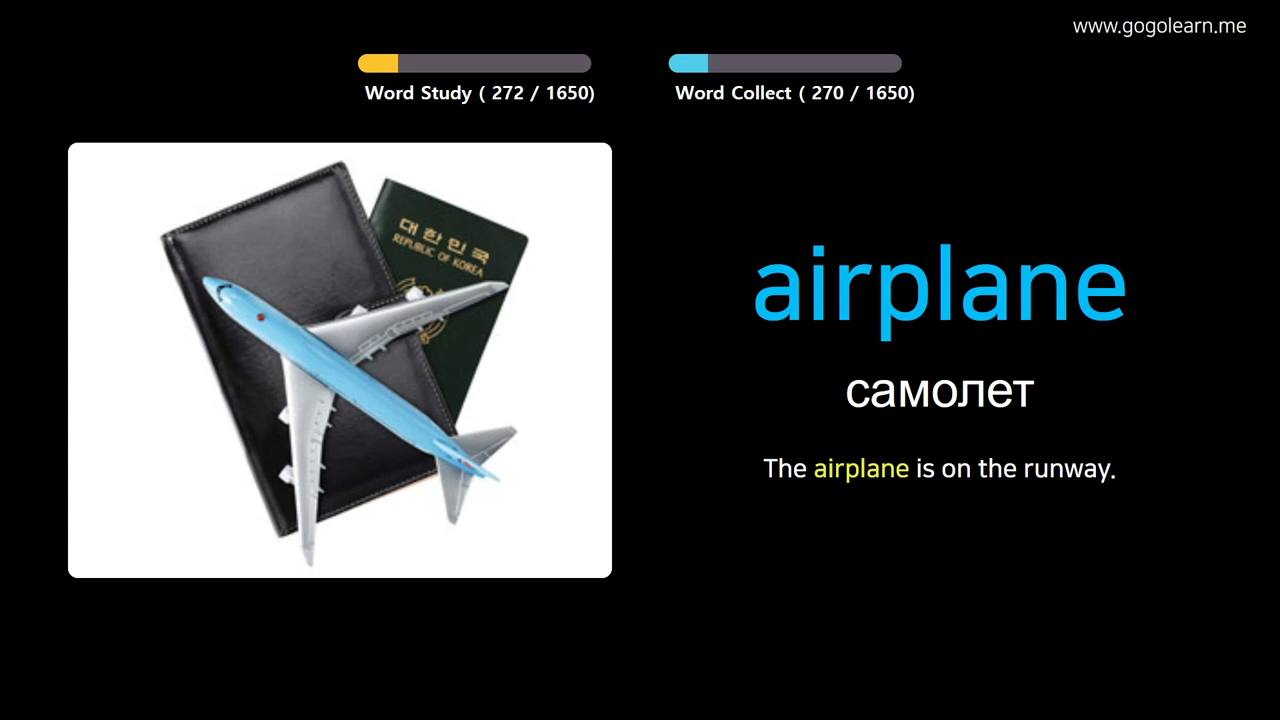 www.gogolearn.me
Word Study ( 272 / 1650)
Word Collect ( 270 / 1650)
대한민국
REPUBLIC OF KOREA
airplane
самолет
The airplane is on the runway.